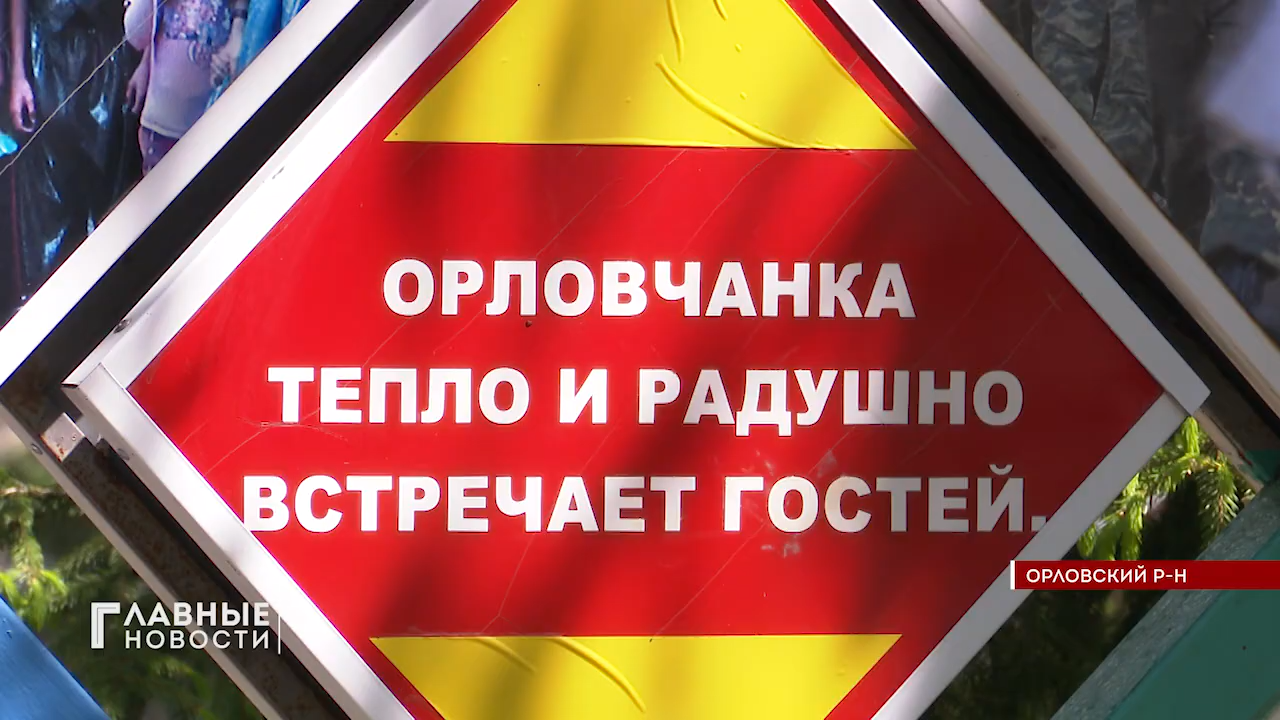 ОРЛОВЧАНКА
ТЕПЛО И РАДУШНО
ВСТРЕЧАЕТ ГОСТЕЙ.
ОРЛОВСКИЙ Р-Н
ГЛАВНЫЕ
НОВОСТИ